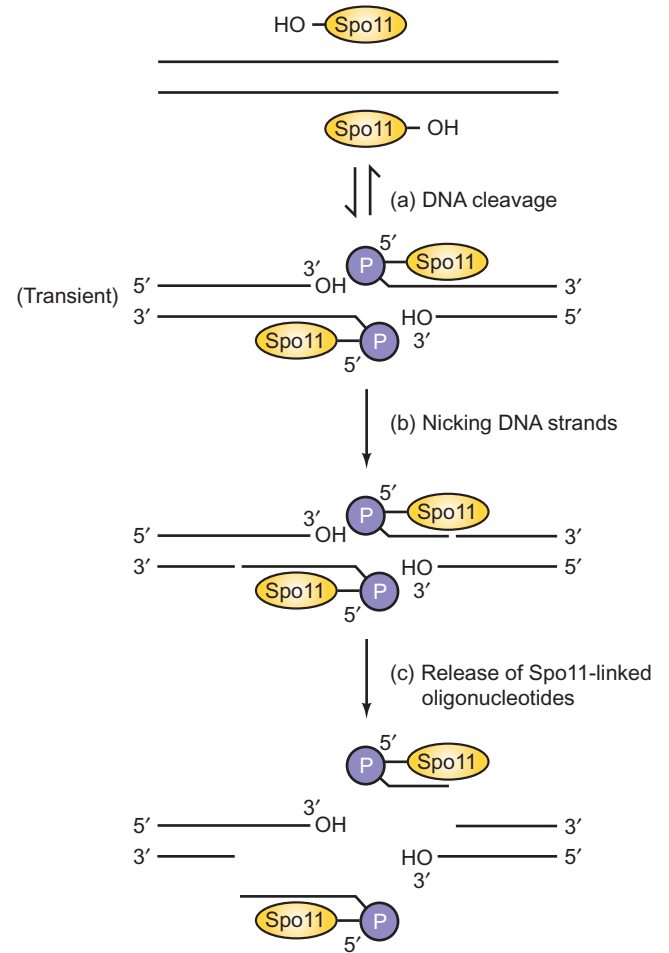 HO Spo11
Spo11 OH
(a) DNA cleavage
5′
3′ P Spo11
5′ OH 3′
(Transient)
3′ HO 5′
Spo11 P 3′
5′
(b) Nicking DNA strands
5′
3′ P Spo11
5′ OH 3′
3′ HO 5′
Spo11 P 3′
5′
(c) Release of Spo11-linked
oligonucleotides
5′
P Spo11
3′
5′ OH 3′
3′ HO 5′
3′
Spo11 P
5′